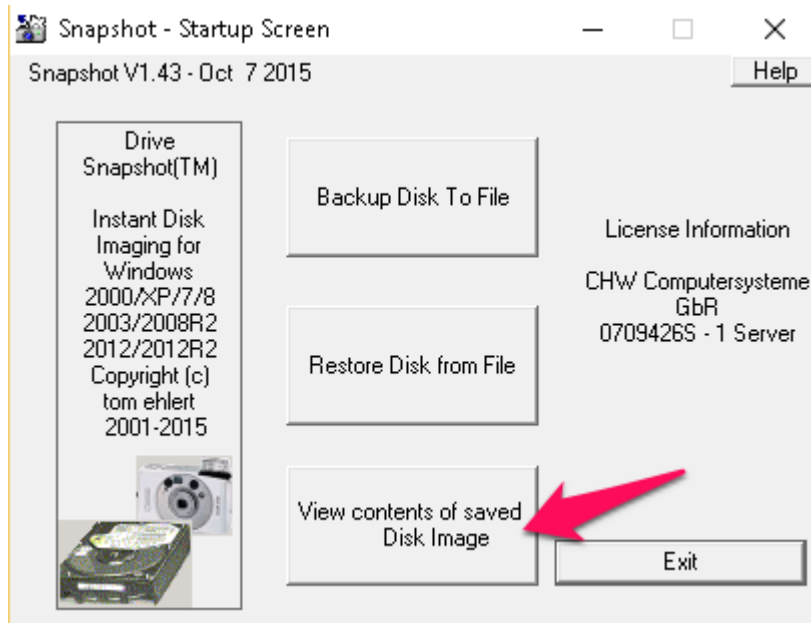 Snapshot - Startup Screen
Snapshot V1.43 - Oct 7 2015
Help
Drive
Snapshot(TM)
Instant Disk
Imaging for
Windows
2000/XP/7/8
2003/2008R2
2012/2012R2
Copyright (c)
tom ehlert
2001-2015
Backup Disk To File
Restore Disk from File
View contents of saved
Disk Image
License Information
CHW Computersysteme
GbR
0709426S - 1 Server
Exit